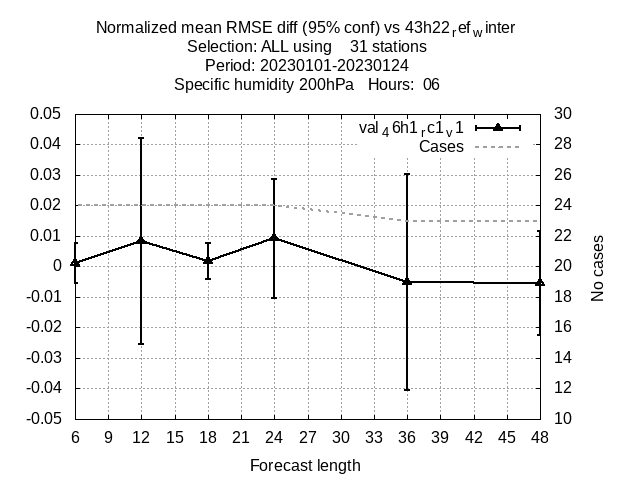 Normalized mean RMSE diff (95% conf) vs 43h22refwinter
Selection: ALL using 31 stations
Period: 20230101-20230124
Specific humidity 200hPa Hours: 06
0.05 30
val46h1rc1v1
0.04 28
Cases
0.03 26
0.02 24
0.01 22
0 20
-0.01 18
-0.02 16
-0.03 14
-0.04 12
-0.05 10
No cases
6 9 12 15 18 21 24 27 30 33 36 39 42 45 48
Forecast length